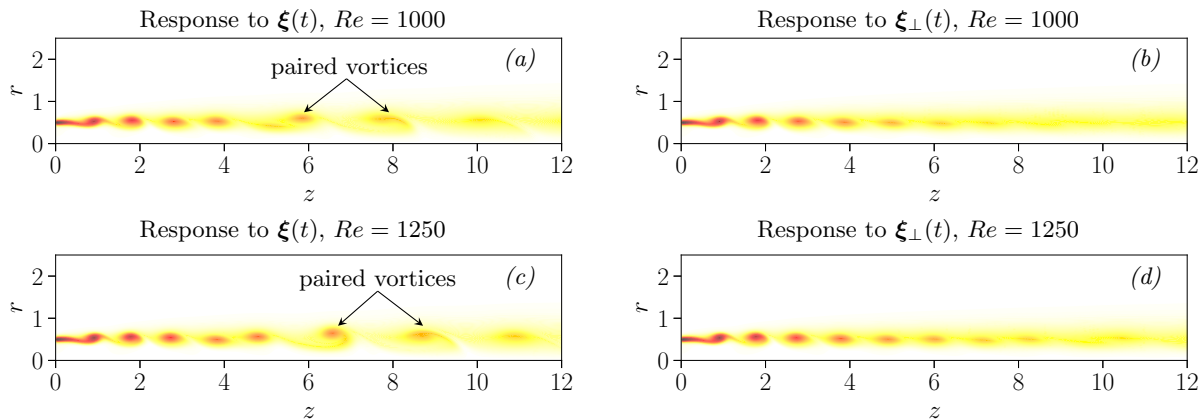 Response to ξ(t), Re = 1000
(a)
paired vortices
r
2
1
0
0 2 4 6 8 10 12
z
Response to ξ⊥(t), Re = 1000
(b)
r
2
1
0
0 2 4 6 8 10 12
z
Response to ξ(t), Re = 1250
(c)
paired vortices
r
2
1
0
0 2 4 6 8 10 12
z
Response to ξ⊥(t), Re = 1250
(d)
r
2
1
0
0 2 4 6 8 10 12
z